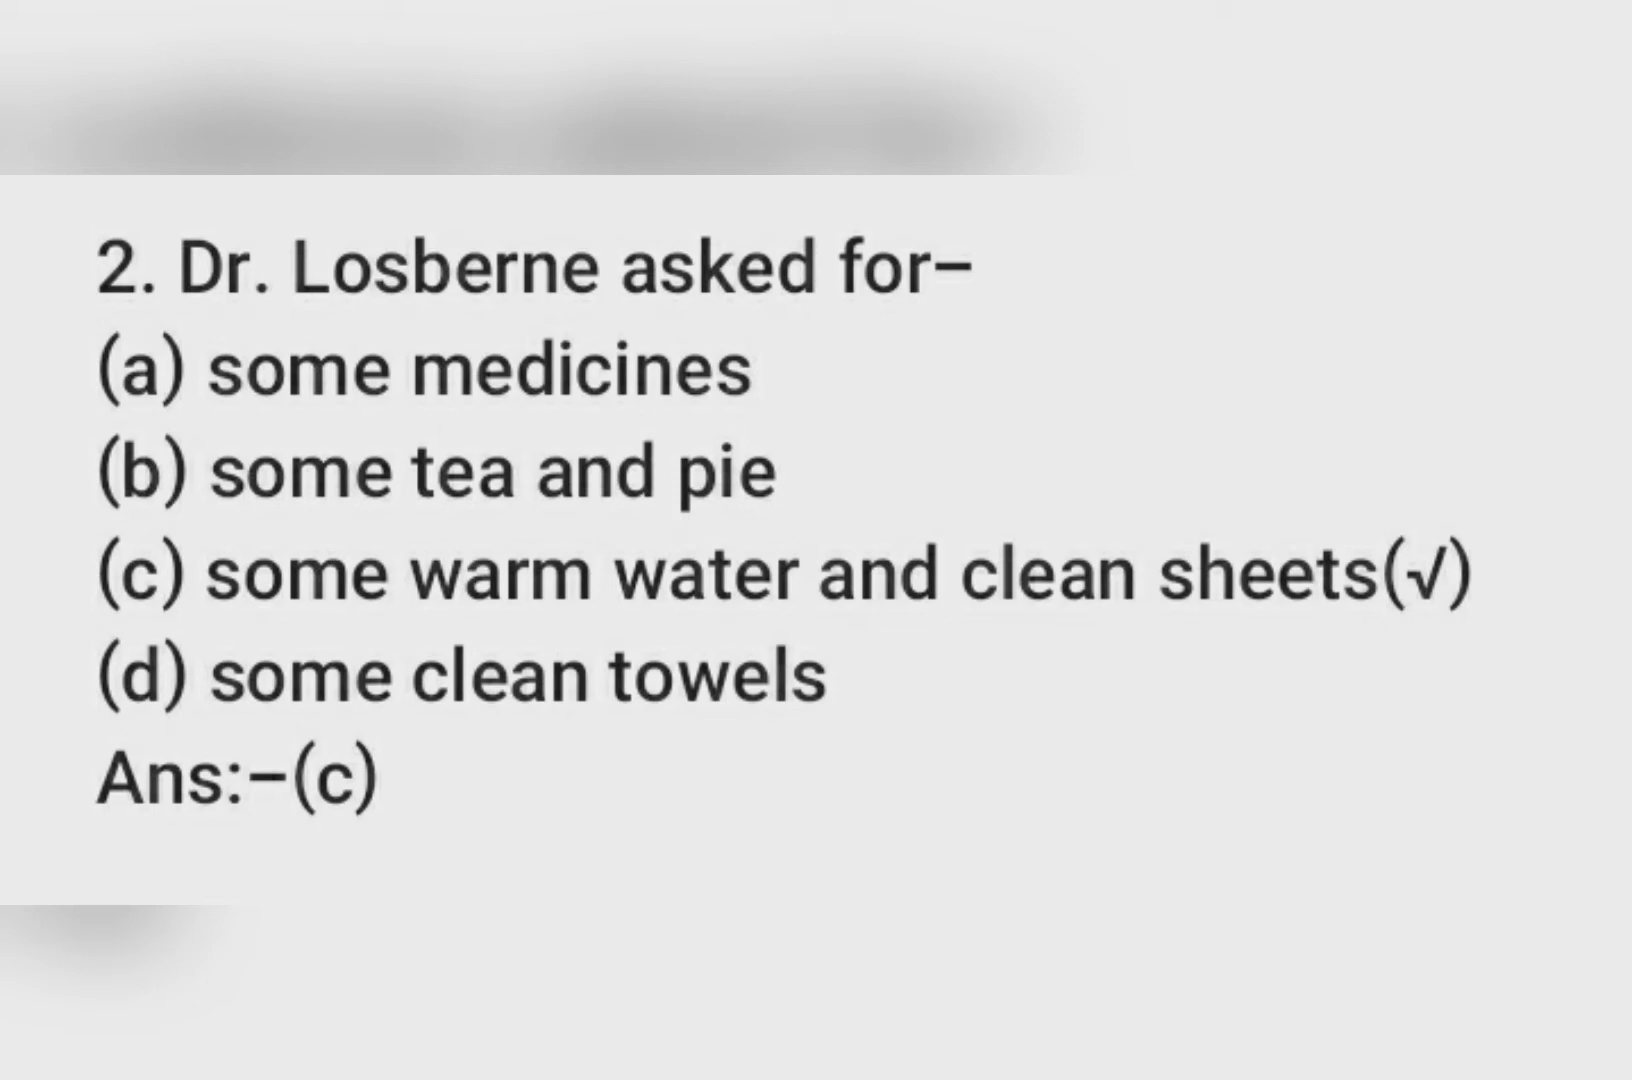 2. Dr. Losberne asked for–
(a) some medicines
(b) some tea and pie
(c) some warm water and clean sheets(√)
(d) some clean towels
Ans:–(c)